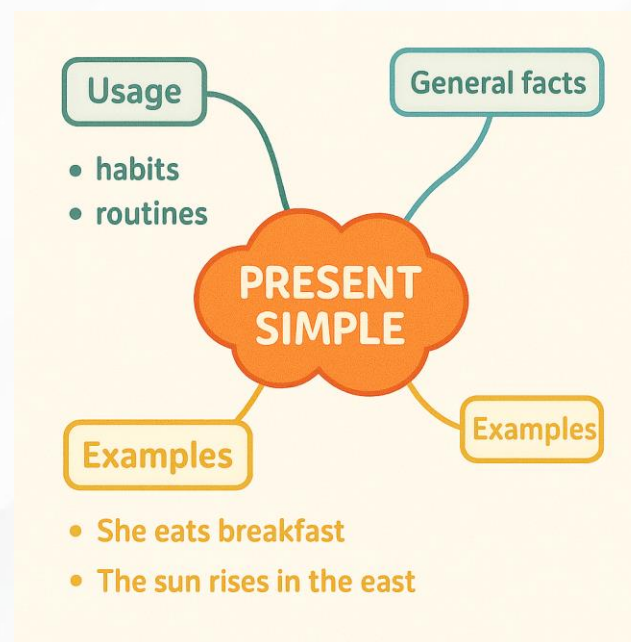 Usage
General facts
• habits
• routines
PRESENT
SIMPLE
Examples
Examples
• She eats breakfast
• The sun rises in the east